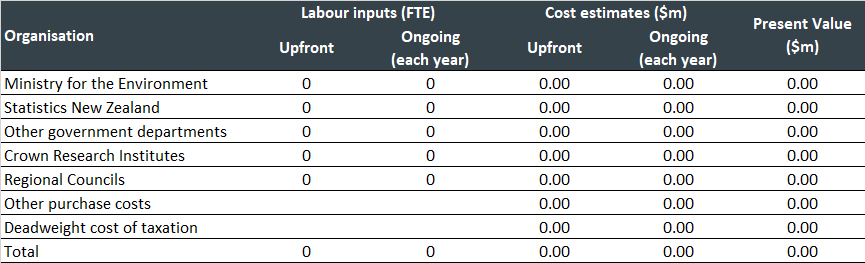 Organisation Labour inputs (FTE) Cost estimates ($m) Present Value ($m)
Upfront Ongoing (each year) Upfront Ongoing (each year)
Ministry for the Environment 0 0 0.00 0.00 0.00
Statistics New Zealand 0 0 0.00 0.00 0.00
Other government departments 0 0 0.00 0.00 0.00
Crown Research Institutes 0 0 0.00 0.00 0.00
Regional Councils 0 0 0.00 0.00 0.00
Other purchase costs 0.00 0.00 0.00
Deadweight cost of taxation 0.00 0.00 0.00
Total 0 0 0.00 0.00 0.00